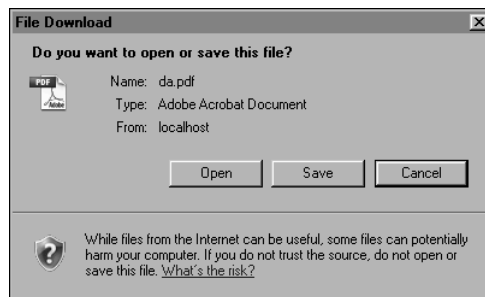 File Download
Do you want to open or save this file?
PDF
Adobe
Name: da.pdf
Type: Adobe Acrobat Document
From: localhost
Open Save Cancel
While files from the Internet can be useful, some files can potentially
harm your computer. If you do not trust the source, do not open or
save this file. What's the risk?